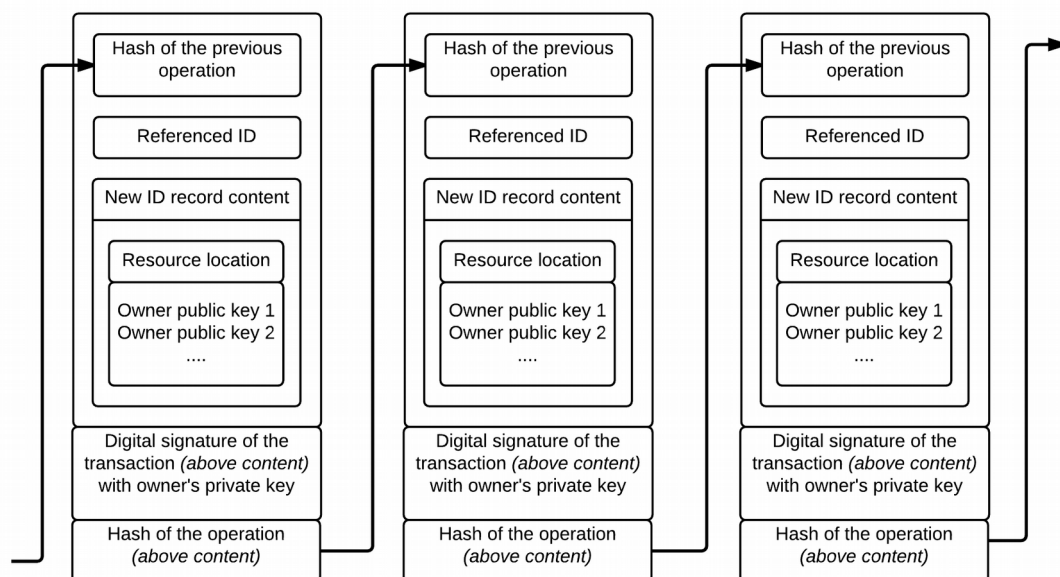 Hash of the previous
operation
Referenced ID
New ID record content
Resource location
Owner public key 1
Owner public key 2
....
Digital signature of the
transaction (above content)
with owner's private key
Hash of the operation
(above content)
Hash of the previous
operation
Referenced ID
New ID record content
Resource location
Owner public key 1
Owner public key 2
....
Digital signature of the
transaction (above content)
with owner's private key
Hash of the operation
(above content)
Hash of the previous
operation
Referenced ID
New ID record content
Resource location
Owner public key 1
Owner public key 2
....
Digital signature of the
transaction (above content)
with owner's private key
Hash of the operation
(above content)